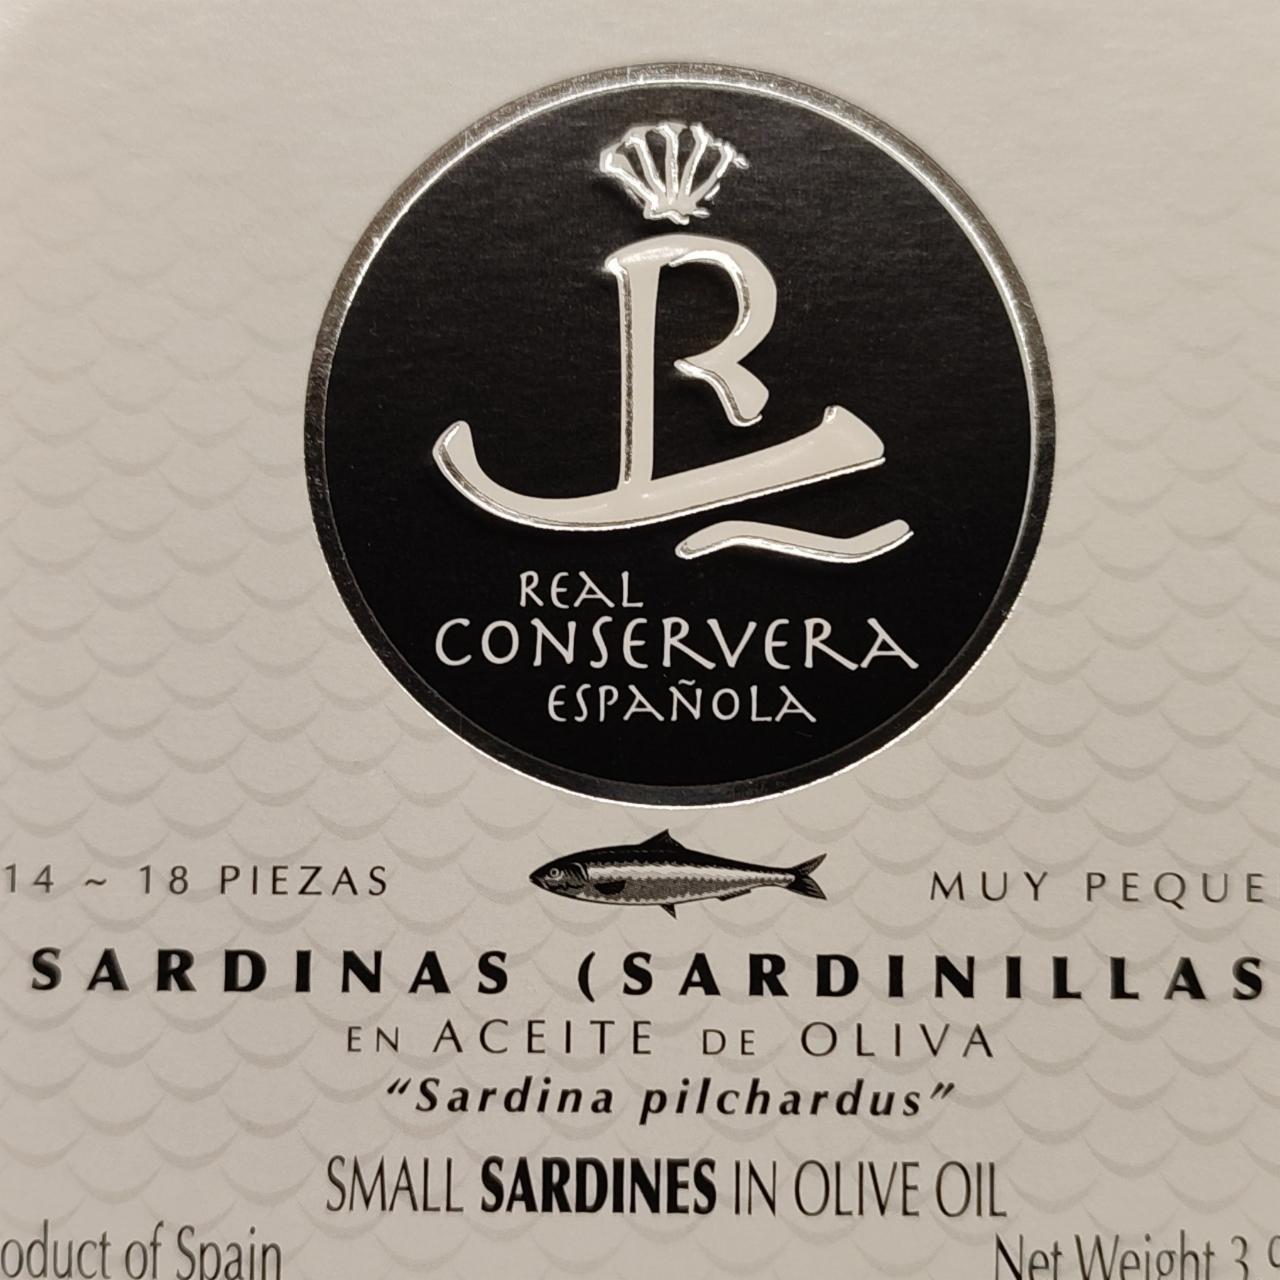 REAL
CONSERVERA
ESPAÑOLA
14 ~ 18 PIEZAS
MUY PEQUE
SARDINAS (SARDINILLAS
EN ACEITE DE OLIVA
"Sardina pilchardus"
SMALL SARDINES IN OLIVE OIL
oduct of Spain
Net Weight 3